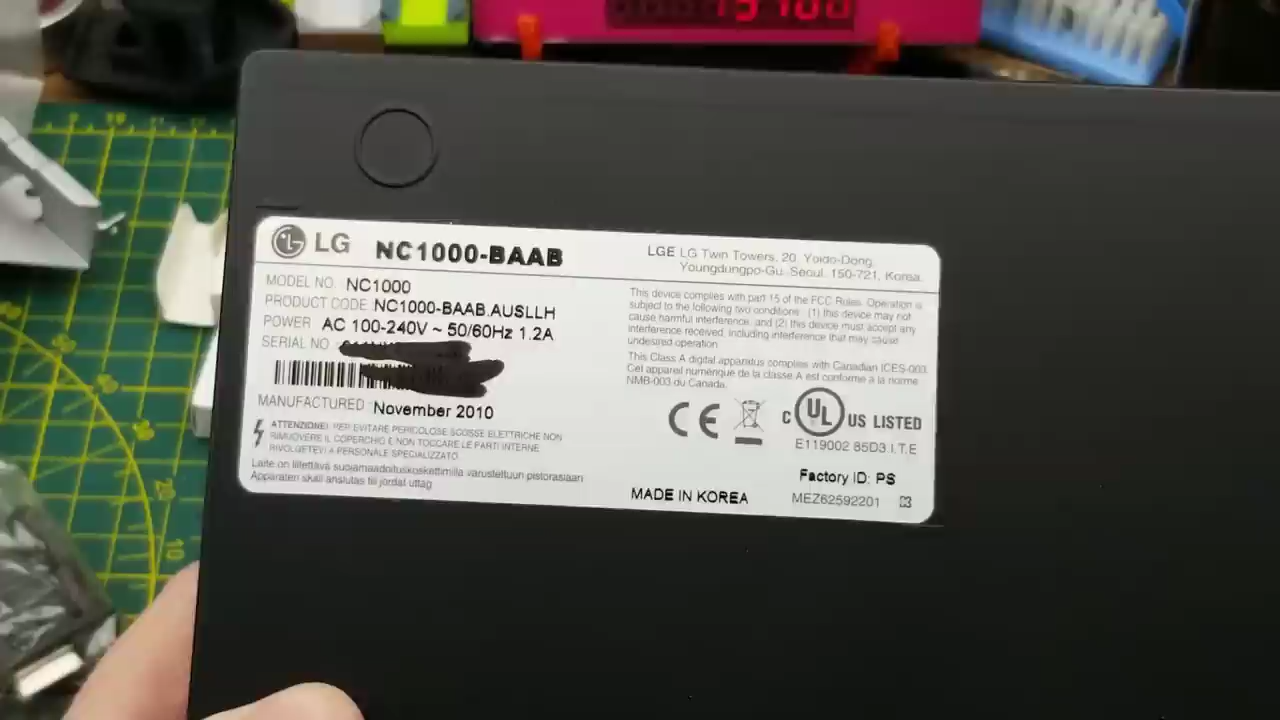 LG NC1000-BAAB
MODEL NO. NC1000
PRODUCT CODE NC1000-BAAB.AUSLLH
POWER AC 100-240V ~ 50/60Hz 1.2A
SERIAL NO
MANUFACTURED November 2010
ATTENZIONE! PER EVITARE PERICOLOSE SCOSSE ELETTRICHE NON
RIMUOVERE IL COPERCHIO E NON TOCCARE LE PARTI INTERNE
RIVOLGETEVI A PERSONALE SPECIALIZZATO
Laite on liitettävä suojamaadoituskoskettimilla varustettuun pistorasiaan
Apparaten skall anslutas til jordat uttag
LGE LG Twin Towers, 20, Yoido-Dong,
Youngdungpo-Gu, Seoul, 150-721, Korea.
This device complies with part 15 of the FCC Rules. Operation is
subject to the following two conditions: (1) this device may not
cause harmful interference, and (2) this device must accept any
interference received, including interference that may cause
undesired operation.
This Class A digital apparatus complies with Canadian ICES-003.
Cet appareil numérique de la classe A est conforme à la norme
NMB-003 du Canada.
CE C UL US LISTED
E119002 85D3 I.T.E
Factory ID: PS
MADE IN KOREA MEZ62592201